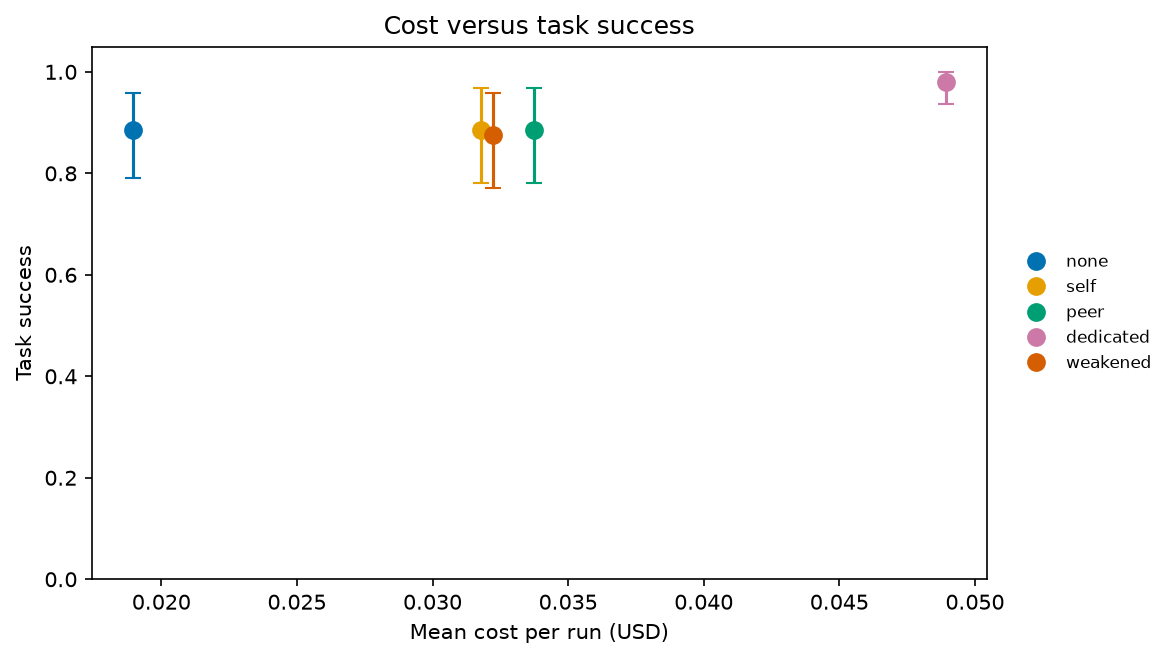 Cost versus task success
Task success
1.0
0.8
0.6
0.4
0.2
0.0
0.020 0.025 0.030 0.035 0.040 0.045 0.050
Mean cost per run (USD)
none
self
peer
dedicated
weakened